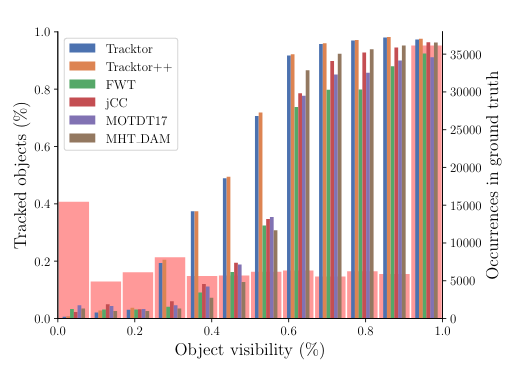 Tracked objects (%)
1.0
0.8
0.6
0.4
0.2
0.0
Tracktor
Tracktor++
FWT
jCC
MOTDT17
MHT_DAM
35000
30000
25000
20000
15000
10000
5000
0
Occurrences in ground truth
0.0 0.2 0.4 0.6 0.8 1.0
Object visibility (%)